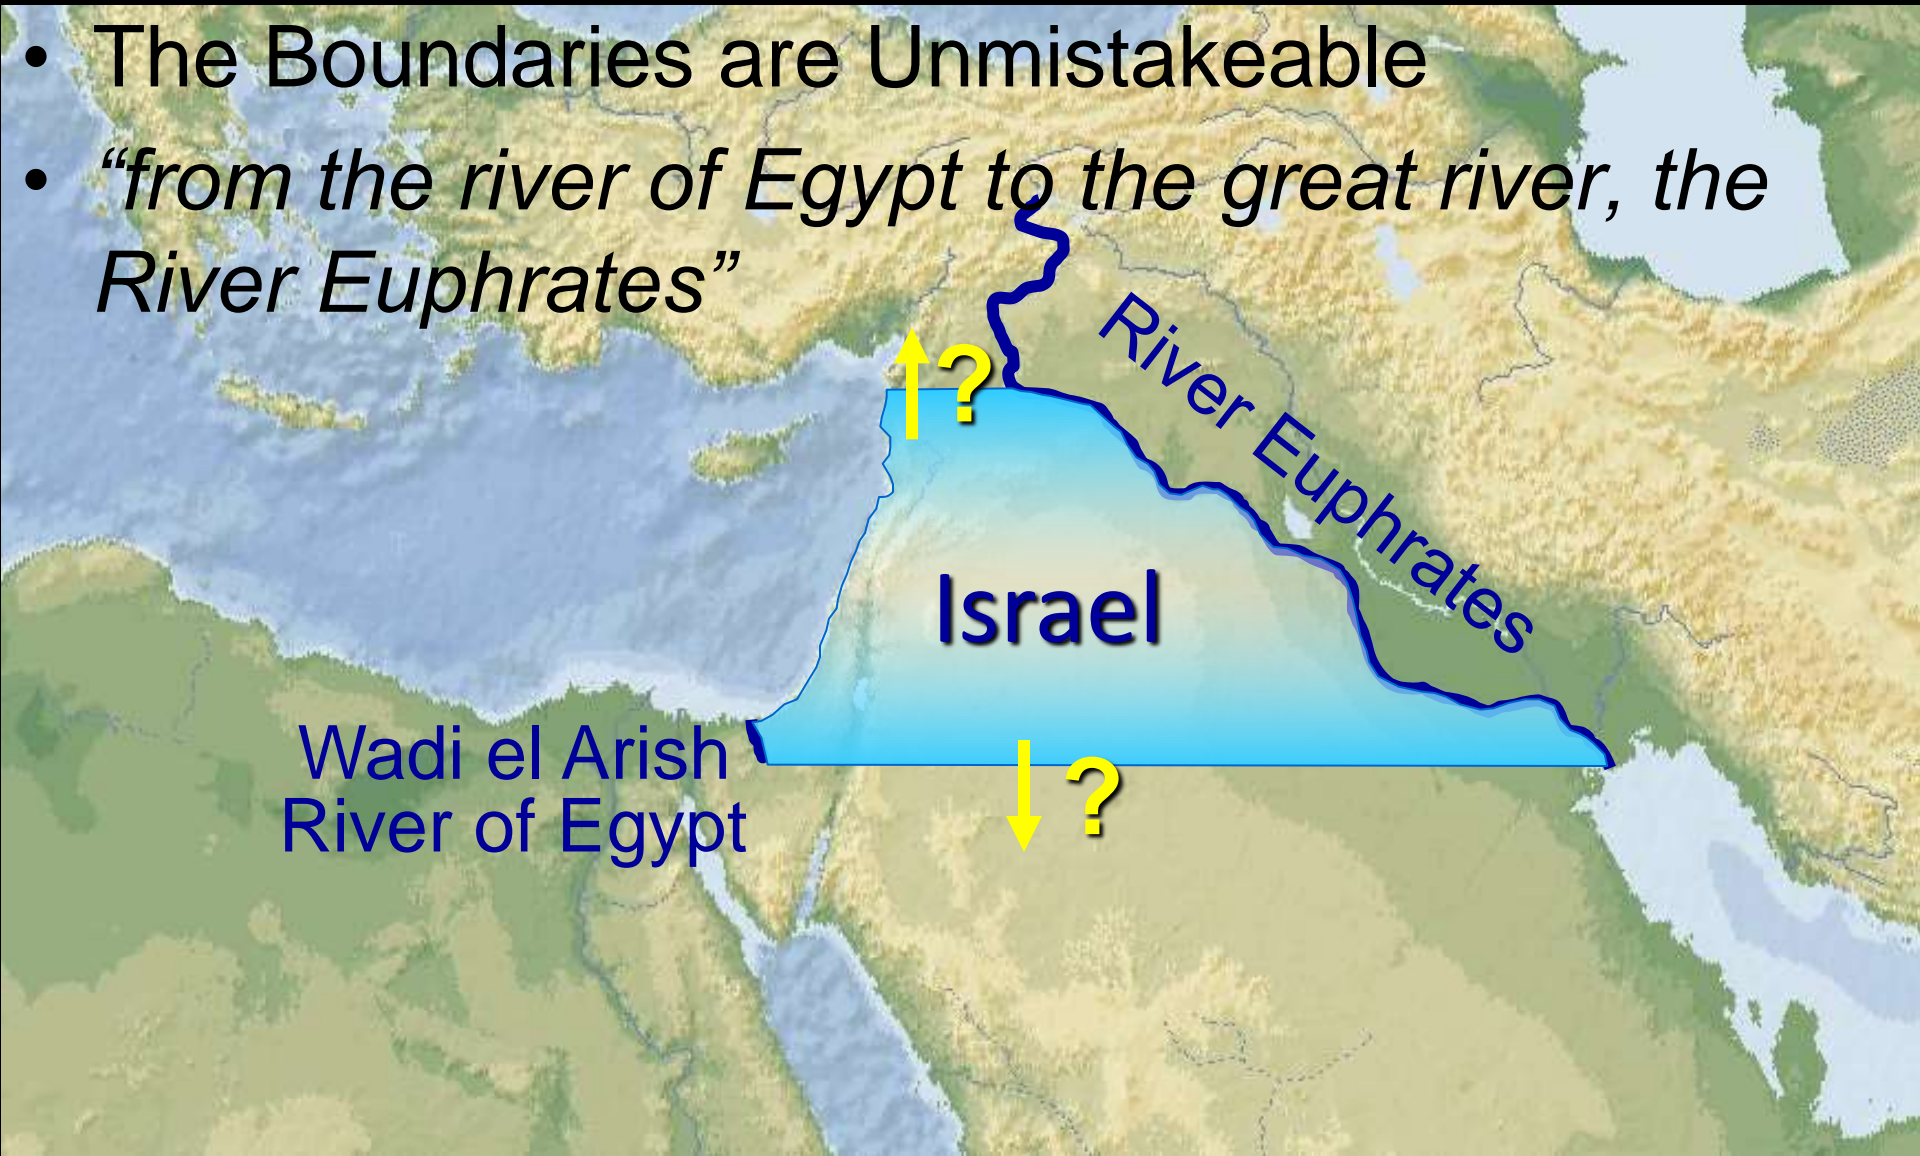 • The Boundaries are Unmistakeable
• “from the river of Egypt to the great river, the
River Euphrates”
?
River Euphrates
Israel
Wadi el Arish
River of Egypt
?